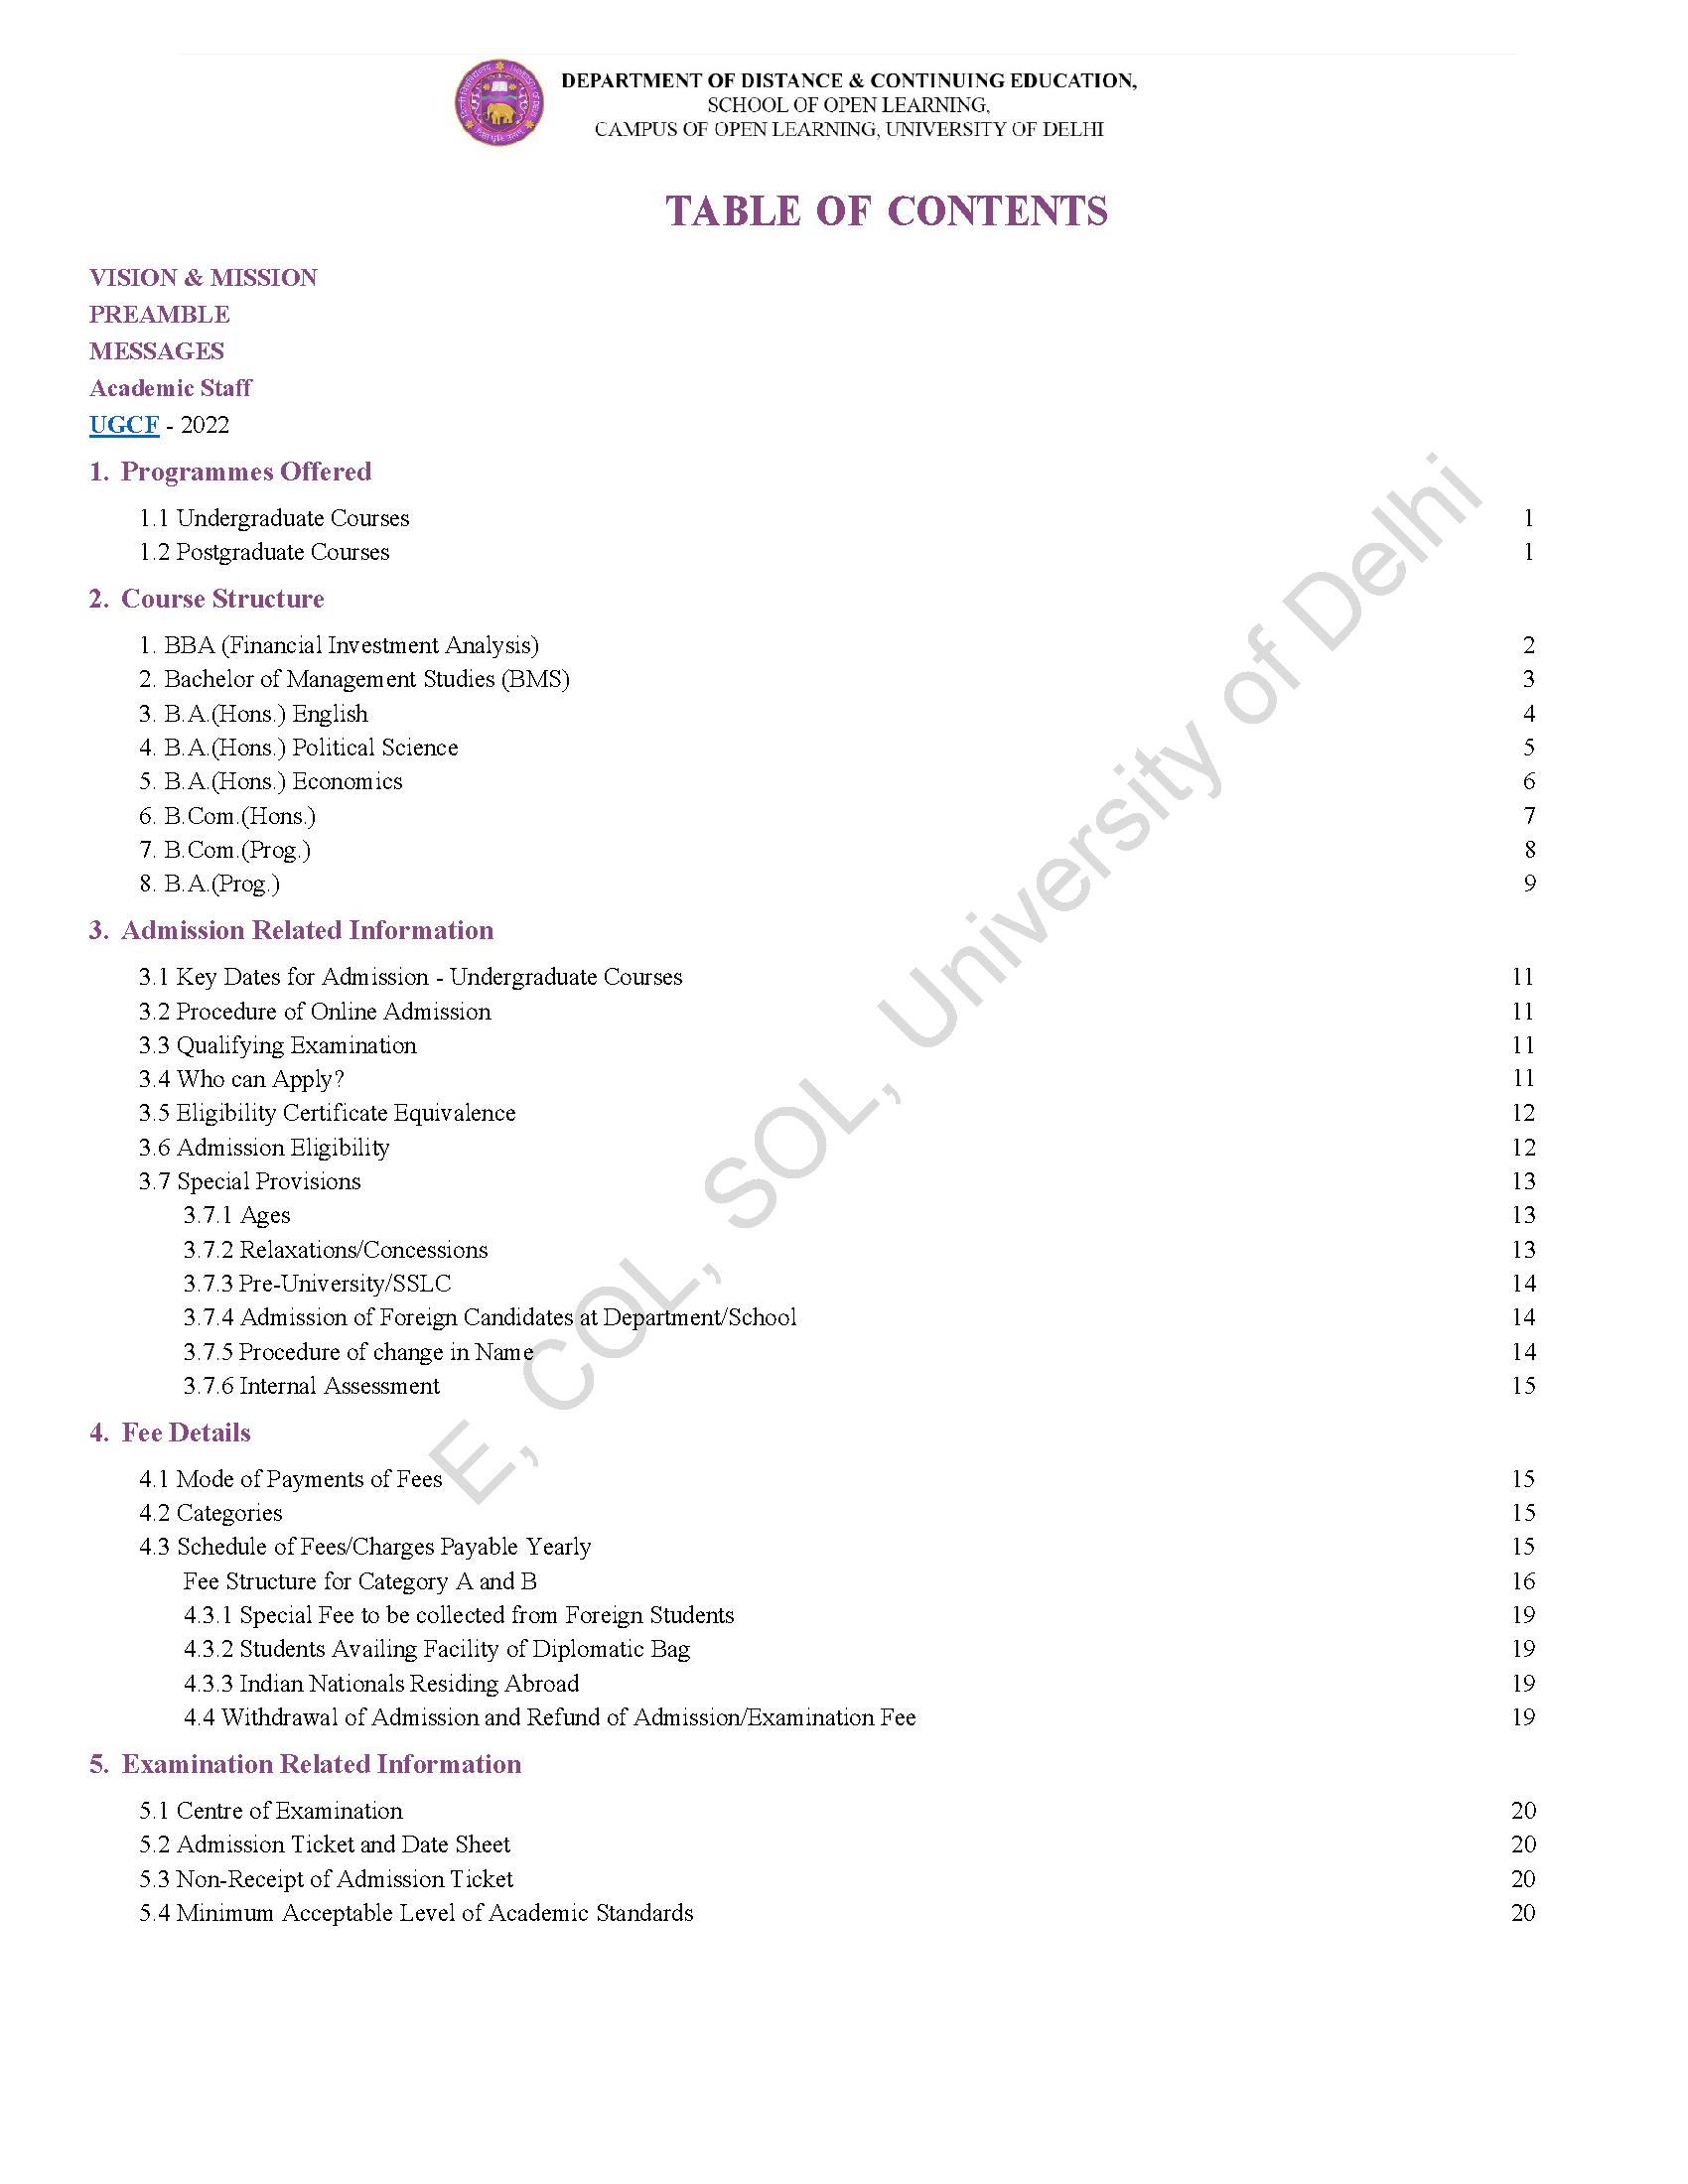 DEPARTMENT OF DISTANCE & CONTINUING EDUCATION,
SCHOOL OF OPEN LEARNING,
CAMPUS OF OPEN LEARNING, UNIVERSITY OF DELHI
TABLE OF CONTENTS
VISION & MISSION
PREAMBLE
MESSAGES
Academic Staff
UGCF - 2022
1. Programmes Offered
1.1 Undergraduate Courses 1
1.2 Postgraduate Courses 1
2. Course Structure
1. BBA (Financial Investment Analysis) 2
2. Bachelor of Management Studies (BMS) 3
3. B.A.(Hons.) English 4
4. B.A.(Hons.) Political Science 5
5. B.A.(Hons.) Economics 6
6. B.Com.(Hons.) 7
7. B.Com.(Prog.) 8
8. B.A.(Prog.) 9
3. Admission Related Information
3.1 Key Dates for Admission - Undergraduate Courses 11
3.2 Procedure of Online Admission 11
3.3 Qualifying Examination 11
3.4 Who can Apply? 11
3.5 Eligibility Certificate Equivalence 12
3.6 Admission Eligibility 12
3.7 Special Provisions 13
3.7.1 Ages 13
3.7.2 Relaxations/Concessions 13
3.7.3 Pre-University/SSLC 14
3.7.4 Admission of Foreign Candidates at Department/School 14
3.7.5 Procedure of change in Name 14
3.7.6 Internal Assessment 15
4. Fee Details
4.1 Mode of Payments of Fees 15
4.2 Categories 15
4.3 Schedule of Fees/Charges Payable Yearly 15
Fee Structure for Category A and B 16
4.3.1 Special Fee to be collected from Foreign Students 19
4.3.2 Students Availing Facility of Diplomatic Bag 19
4.3.3 Indian Nationals Residing Abroad 19
4.4 Withdrawal of Admission and Refund of Admission/Examination Fee 19
5. Examination Related Information
5.1 Centre of Examination 20
5.2 Admission Ticket and Date Sheet 20
5.3 Non-Receipt of Admission Ticket 20
5.4 Minimum Acceptable Level of Academic Standards 20
E, COL, SOL, University of Delhi